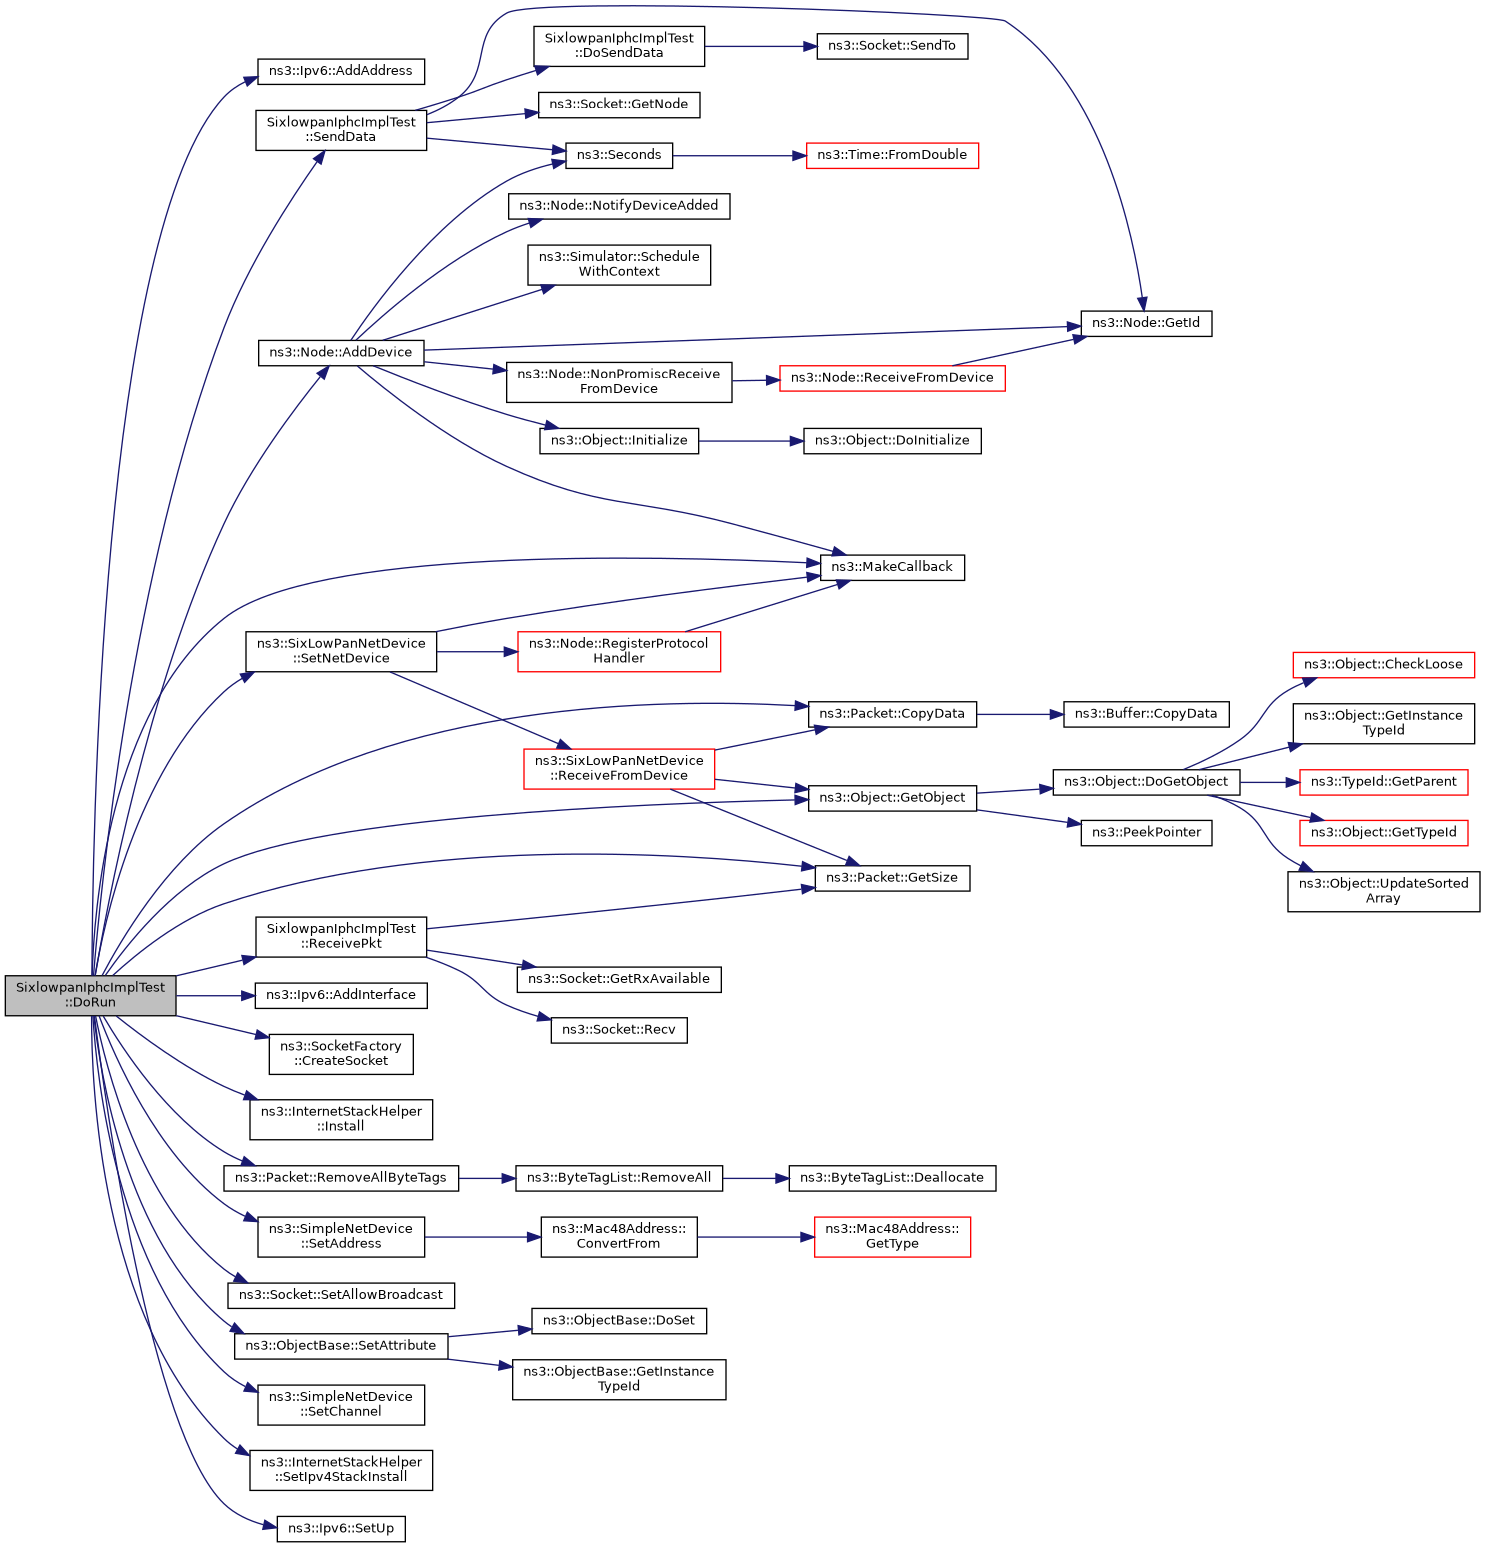 SixlowpanIphcImplTest
::DoRun
ns3::Ipv6::AddAddress
SixlowpanIphcImplTest
::SendData
ns3::Node::AddDevice
ns3::SixLowPanNetDevice
::SetNetDevice
SixlowpanIphcImplTest
::ReceivePkt
ns3::Ipv6::AddInterface
ns3::SocketFactory
::CreateSocket
ns3::InternetStackHelper
::Install
ns3::Packet::RemoveAllByteTags
ns3::SimpleNetDevice
::SetAddress
ns3::Socket::SetAllowBroadcast
ns3::ObjectBase::SetAttribute
ns3::SimpleNetDevice
::SetChannel
ns3::InternetStackHelper
::SetIpv4StackInstall
ns3::Ipv6::SetUp
SixlowpanIphcImplTest
::DoSendData
ns3::Socket::GetNode
ns3::Seconds
ns3::Node::NotifyDeviceAdded
ns3::Simulator::Schedule
WithContext
ns3::Node::NonPromiscReceive
FromDevice
ns3::Object::Initialize
ns3::Node::RegisterProtocol
Handler
ns3::SixLowPanNetDevice
::ReceiveFromDevice
ns3::Socket::GetRxAvailable
ns3::Socket::Recv
ns3::ByteTagList::RemoveAll
ns3::Mac48Address::
ConvertFrom
ns3::ObjectBase::DoSet
ns3::ObjectBase::GetInstance
TypeId
ns3::Socket::SendTo
ns3::Time::FromDouble
ns3::Node::ReceiveFromDevice
ns3::Object::DoInitialize
ns3::MakeCallback
ns3::Packet::CopyData
ns3::Object::GetObject
ns3::Packet::GetSize
ns3::ByteTagList::Deallocate
ns3::Mac48Address::
GetType
ns3::Node::GetId
ns3::Buffer::CopyData
ns3::Object::DoGetObject
ns3::PeekPointer
ns3::Object::CheckLoose
ns3::Object::GetInstance
TypeId
ns3::TypeId::GetParent
ns3::Object::GetTypeId
ns3::Object::UpdateSorted
Array